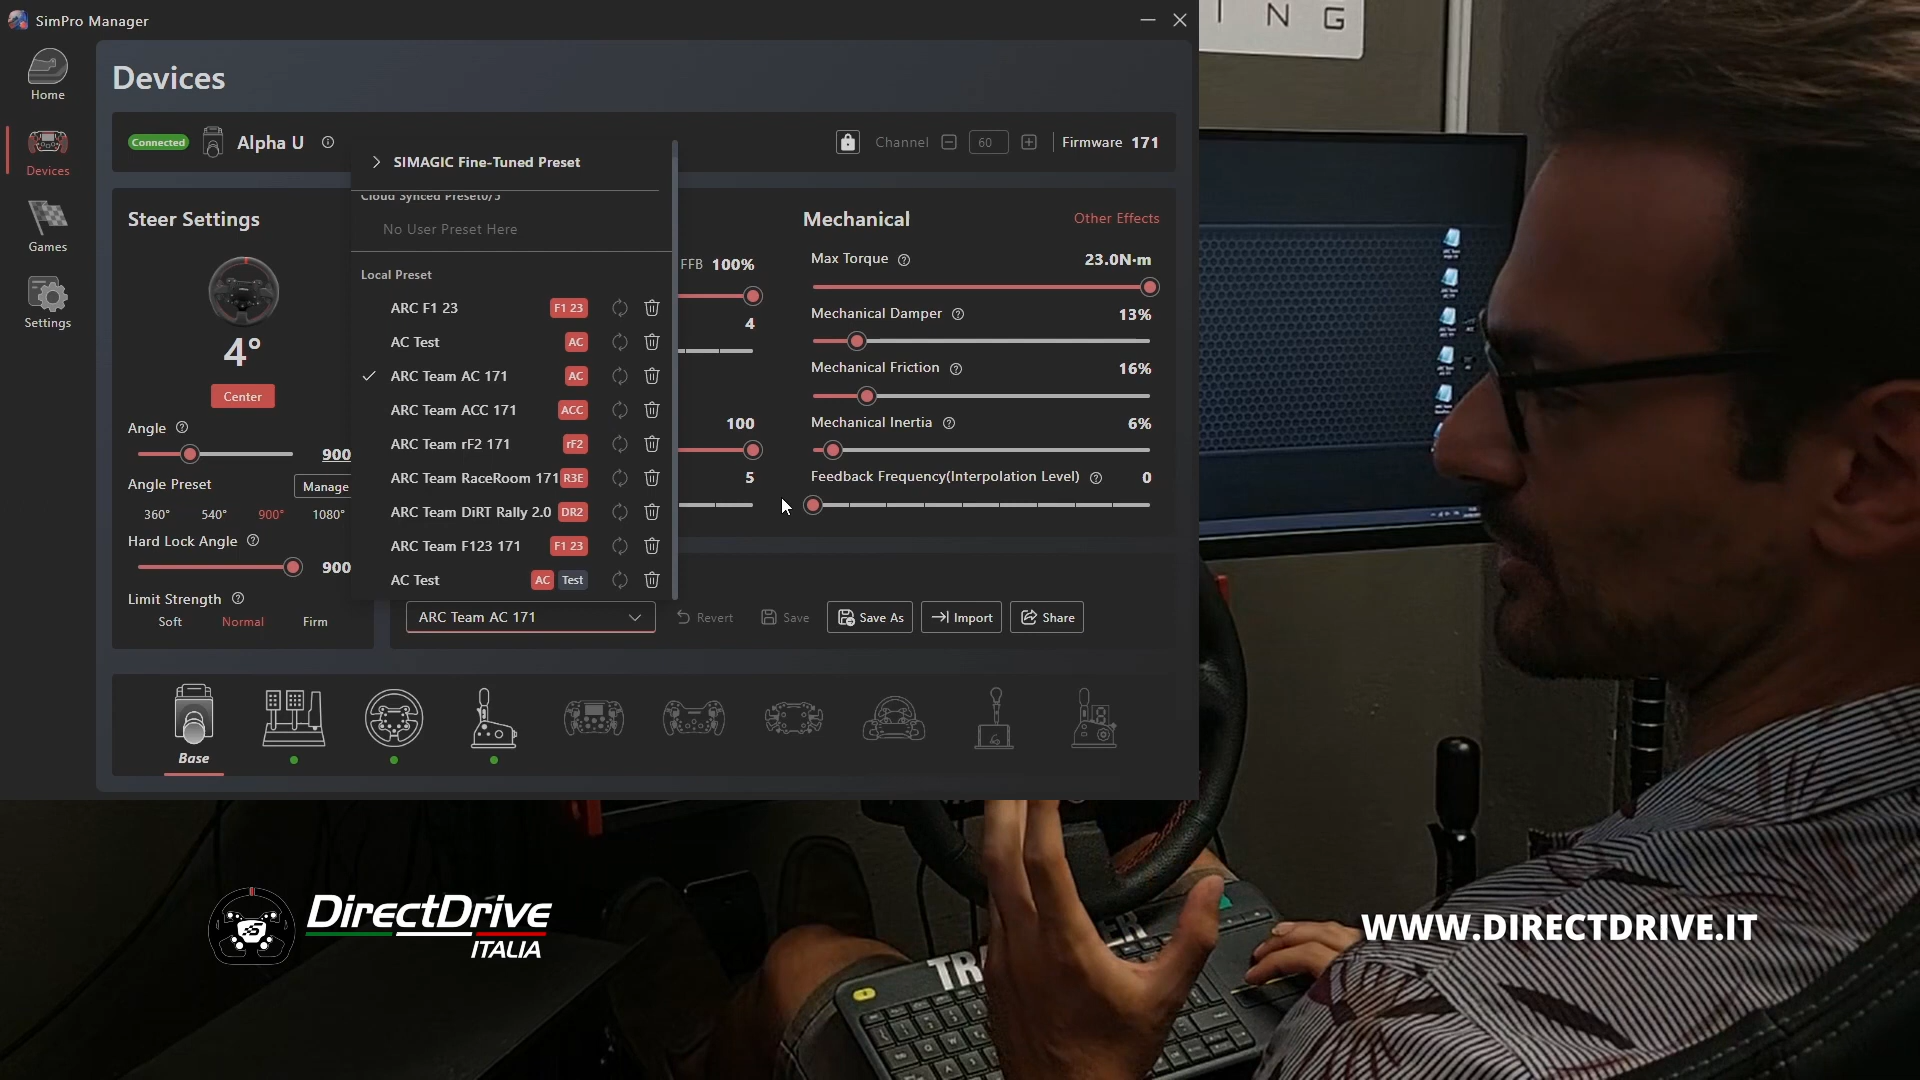 SimPro Manager
Home
Devices
Games
Settings
Devices
Connected
Alpha U
Channel
60
Firmware 171
Steer Settings
4°
Center
Angle
900
Angle Preset
Manage
360° 540° 900° 1080°
Hard Lock Angle
900
Limit Strength
Soft Normal Firm
SIMAGIC Fine-Tuned Preset
Cloud Synced Preset0/5
No User Preset Here
Local Preset
ARC F1 23 F1 23
AC Test AC
ARC Team AC 171 AC
ARC Team ACC 171 ACC
ARC Team rF2 171 rF2
ARC Team RaceRoom 171 R3E
ARC Team DiRT Rally 2.0 DR2
ARC Team F123 171 F1 23
AC Test AC Test
FFB 100%
4
100
5
Mechanical
Other Effects
Max Torque 23.0N·m
Mechanical Damper 13%
Mechanical Friction 16%
Mechanical Inertia 6%
Feedback Frequency(Interpolation Level) 0
ARC Team AC 171
Revert
Save
Save As
Import
Share
Base
DirectDrive
ITALIA
WWW.DIRECTDRIVE.IT